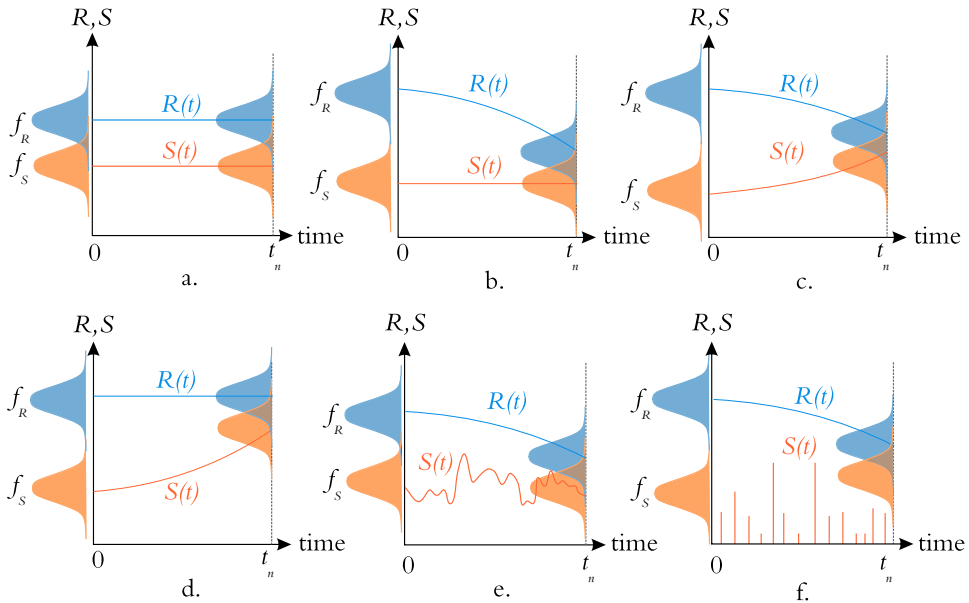 R,S
R(t)
f_R
f_S
S(t)
0
t_n
time
a.
R,S
R(t)
f_R
f_S
S(t)
0
t_n
time
b.
R,S
R(t)
f_R
S(t)
f_S
0
t_n
time
c.
R,S
R(t)
f_R
f_S
S(t)
0
t_n
time
d.
R,S
R(t)
f_R
S(t)
f_S
0
t_n
time
e.
R,S
R(t)
f_R
S(t)
f_S
0
t_n
time
f.